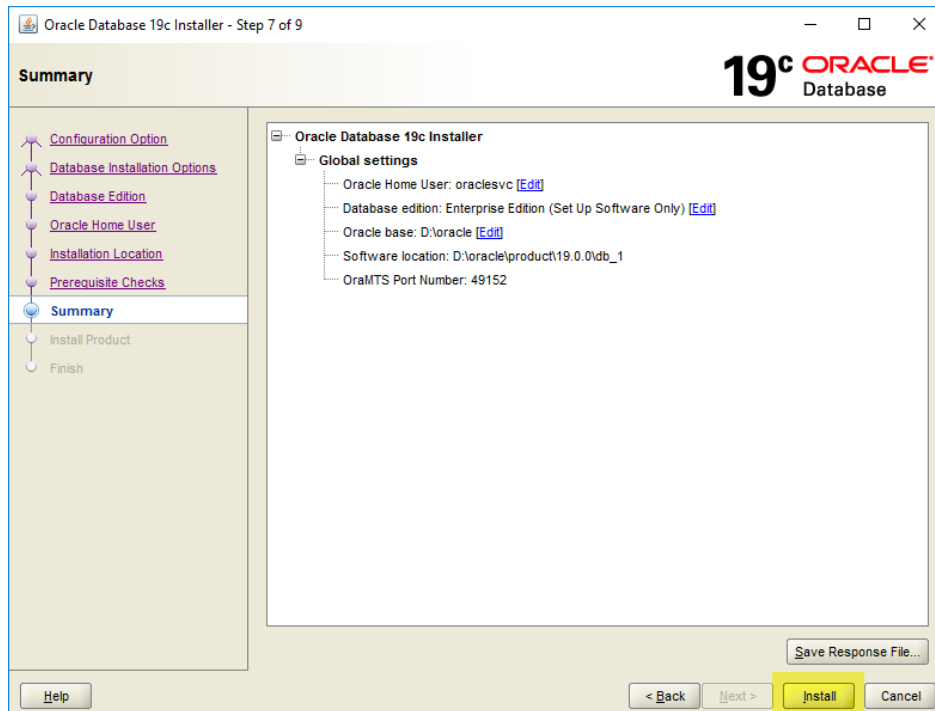 Oracle Database 19c Installer - Step 7 of 9
Summary
19c ORACLE
Database
Configuration Option
Database Installation Options
Database Edition
Oracle Home User
Installation Location
Prerequisite Checks
Summary
Install Product
Finish
Oracle Database 19c Installer
Global settings
Oracle Home User: oraclesvc [Edit]
Database edition: Enterprise Edition (Set Up Software Only) [Edit]
Oracle base: D:\oracle [Edit]
Software location: D:\oracle\product\19.0.0\db_1
OraMTS Port Number: 49152
Save Response File...
Help
< Back
Next >
Install
Cancel